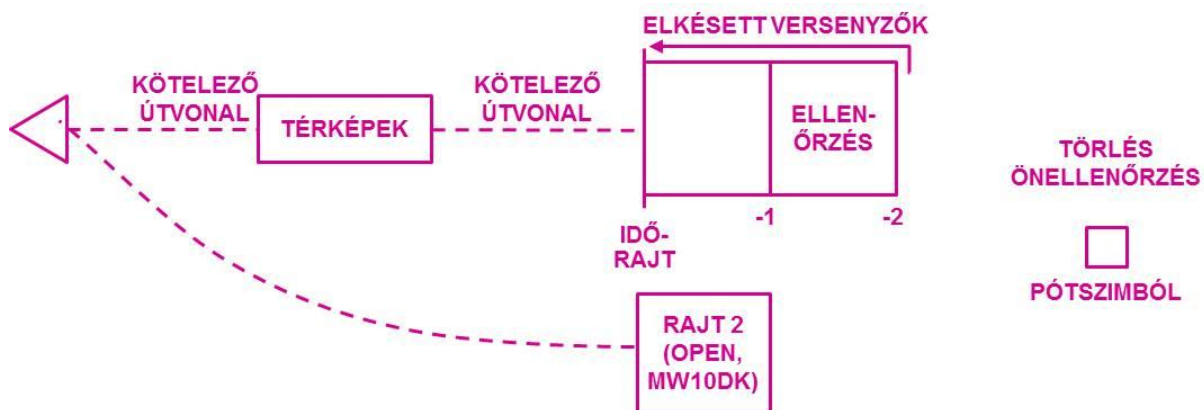 ELKÉSETT VERSENYZŐK
KÖTELEZŐ
ÚTVONAL
TÉRKÉPEK
KÖTELEZŐ
ÚTVONAL
ELLEN-
ŐRZÉS
-1
-2
IDŐ-
RAJT
TÖRLÉS
ÖNELLENŐRZÉS
PÓTSZIMBÓL
RAJT 2
(OPEN,
MW10DK)